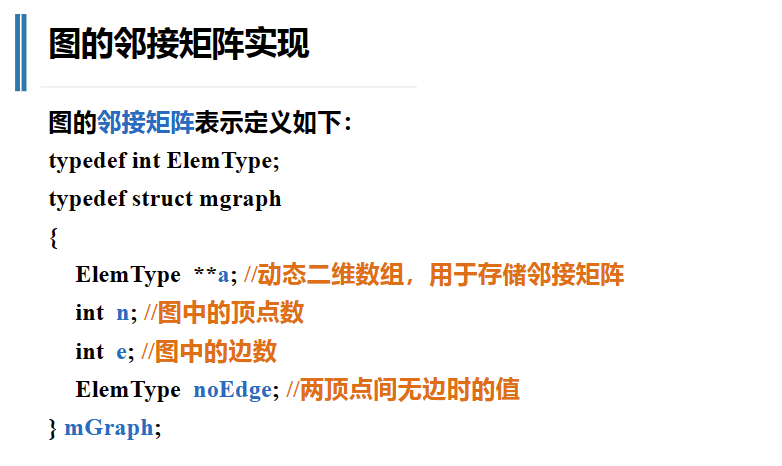 图的邻接矩阵实现
图的邻接矩阵表示定义如下：
typedef int ElemType;
typedef struct mgraph
{
ElemType **a; //动态二维数组，用于存储邻接矩阵
int n; //图中的顶点数
int e; //图中的边数
ElemType noEdge; //两顶点间无边时的值
} mGraph;